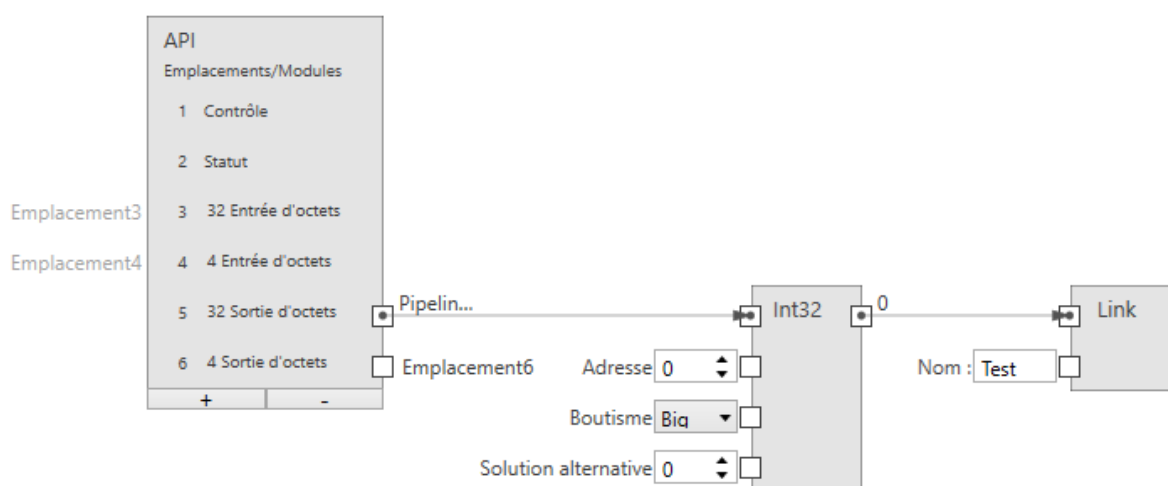 API
Emplacements/Modules
1 Contrôle
2 Statut
Emplacement3 3 32 Entrée d'octets
Emplacement4 4 4 Entrée d'octets
5 32 Sortie d'octets Pipelin... Int32 0 Link
6 4 Sortie d'octets Emplacement6 Adresse 0 Nom : Test
+ -
Boutisme Big
Solution alternative 0